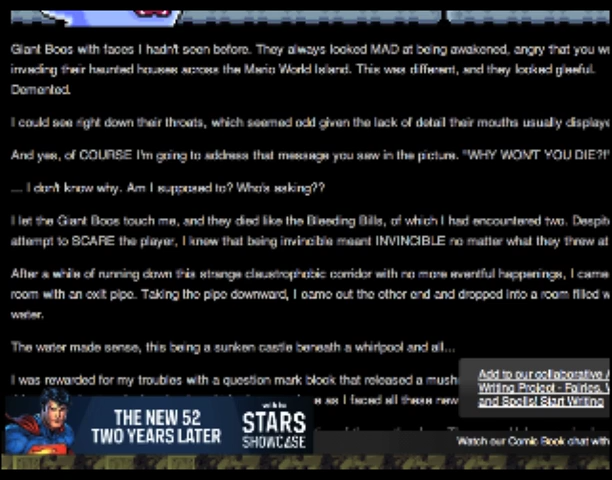 Giant Boos with faces I hadn't seen before. They always looked MAD at being awakened, angry that you
invading their haunted houses across the Mario World Island. This was different, and they looked gleeful.
Demented.
I could see right down their throats, which seemed odd given the lack of detail their mouths usually
And yes, of COURSE I'm going to address that message you saw in the picture. "WHY WON'T YOU DIE?!"
... I don't know why. Am I supposed to? Who's asking??
I let the Giant Boos touch me, and they died like the Bleeding Bills, of which I had encountered two.
attempt to SCARE the player, I knew that being invincible meant INVINCIBLE no matter what they threw
After a while of running down this strange claustrophobic corridor with no more eventful happenings, I came
room with an exit pipe. Taking the pipe downward, I came out the other end and dropped into a room filled
water.
The water made sense, this being a sunken castle beneath a whirlpool and all...
I was rewarded for my troubles with a question mark block that released a
as I faced all these new
Add to our collaborative
Writing Project - Fairies,
and Spells! Start Writing
THE NEW 52
TWO YEARS LATER
STARS
SHOWCASE
Watch our Comic Book chat with